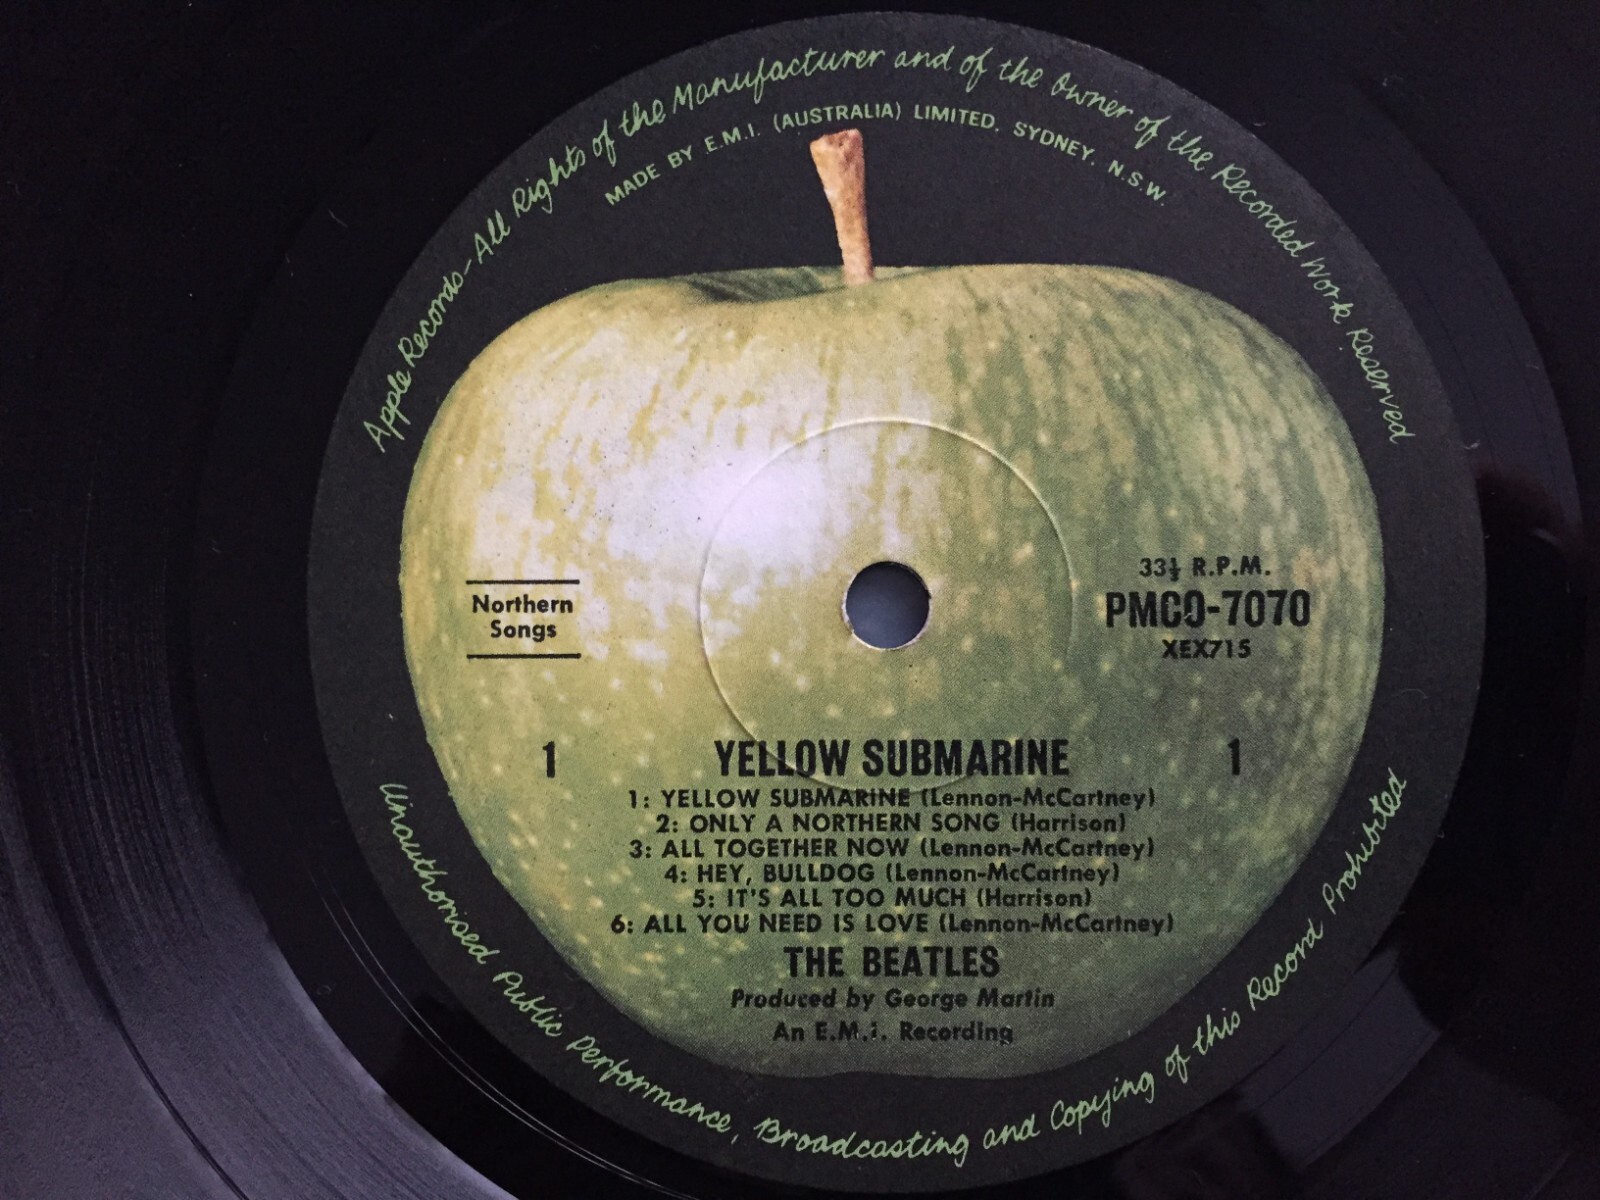 Apple Records-All Rights of the Manufacturer and of the Owner of the Recorded Work Reserved
MADE BY E.M.I. (AUSTRALIA) LIMITED. SYDNEY. N.S.W.
Northern
Songs
33⅓ R.P.M.
PMCO-7070
XEX715
1 YELLOW SUBMARINE 1
1: YELLOW SUBMARINE (Lennon-McCartney)
2: ONLY A NORTHERN SONG (Harrison)
3: ALL TOGETHER NOW (Lennon-McCartney)
4: HEY, BULLDOG (Lennon-McCartney)
5: IT'S ALL TOO MUCH (Harrison)
6: ALL YOU NEED IS LOVE (Lennon-McCartney)
THE BEATLES
Produced by George Martin
An E.M.I. Recording
Unauthorised Public Performance, Broadcasting and Copying of this Record Prohibited